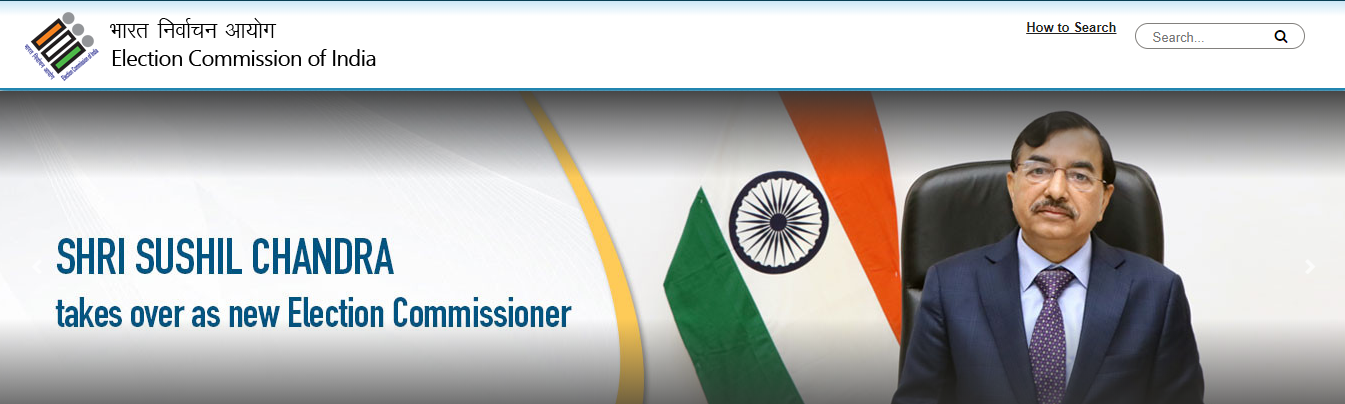 भारत निर्वाचन आयोग
Election Commission of India
How to Search
Search...
SHRI SUSHIL CHANDRA
takes over as new Election Commissioner